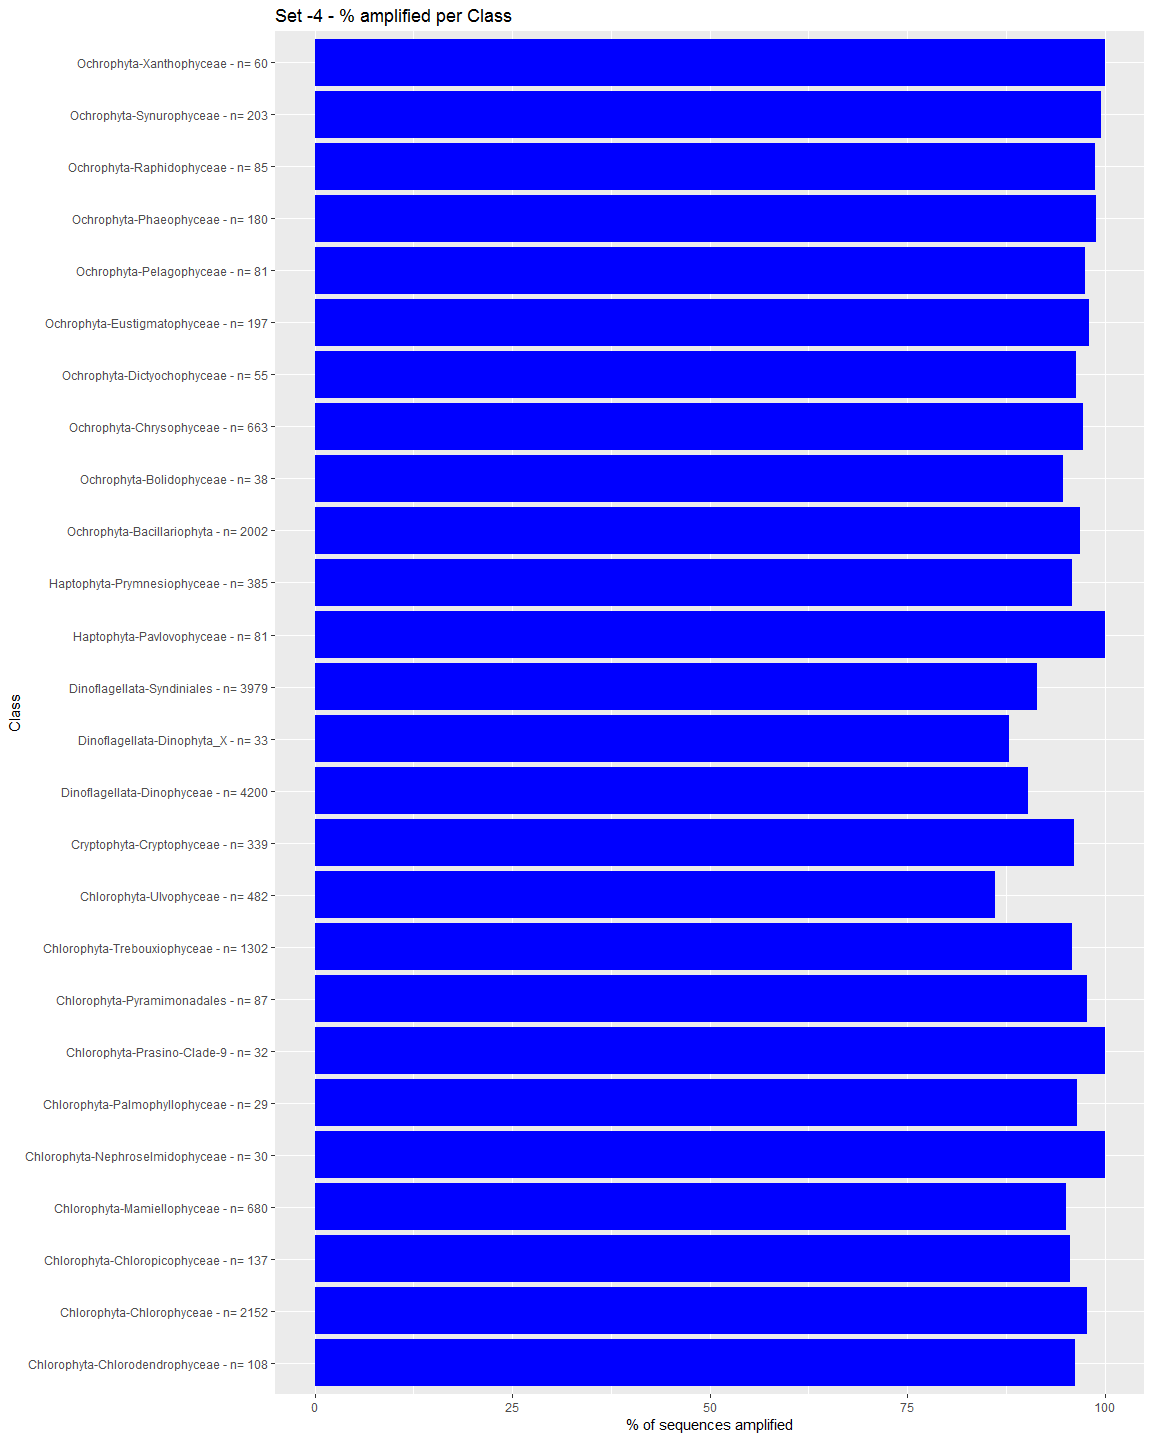 Set -4 - % amplified per Class
Ochrophyta-Xanthophyceae - n= 60
Ochrophyta-Synurophyceae - n= 203
Ochrophyta-Raphidophyceae - n= 85
Ochrophyta-Phaeophyceae - n= 180
Ochrophyta-Pelagophyceae - n= 81
Ochrophyta-Eustigmatophyceae - n= 197
Ochrophyta-Dictyochophyceae - n= 55
Ochrophyta-Chrysophyceae - n= 663
Ochrophyta-Bolidophyceae - n= 38
Ochrophyta-Bacillariophyta - n= 2002
Haptophyta-Prymnesiophyceae - n= 385
Haptophyta-Pavlovophyceae - n= 81
Dinoflagellata-Syndiniales - n= 3979
Dinoflagellata-Dinophyta_X - n= 33
Dinoflagellata-Dinophyceae - n= 4200
Cryptophyta-Cryptophyceae - n= 339
Chlorophyta-Ulvophyceae - n= 482
Chlorophyta-Trebouxiophyceae - n= 1302
Chlorophyta-Pyramimonadales - n= 87
Chlorophyta-Prasino-Clade-9 - n= 32
Chlorophyta-Palmophyllophyceae - n= 29
Chlorophyta-Nephroselmidophyceae - n= 30
Chlorophyta-Mamiellophyceae - n= 680
Chlorophyta-Chloropicophyceae - n= 137
Chlorophyta-Chlorophyceae - n= 2152
Chlorophyta-Chlorodendrophyceae - n= 108
Class
0 25 50 75 100
% of sequences amplified